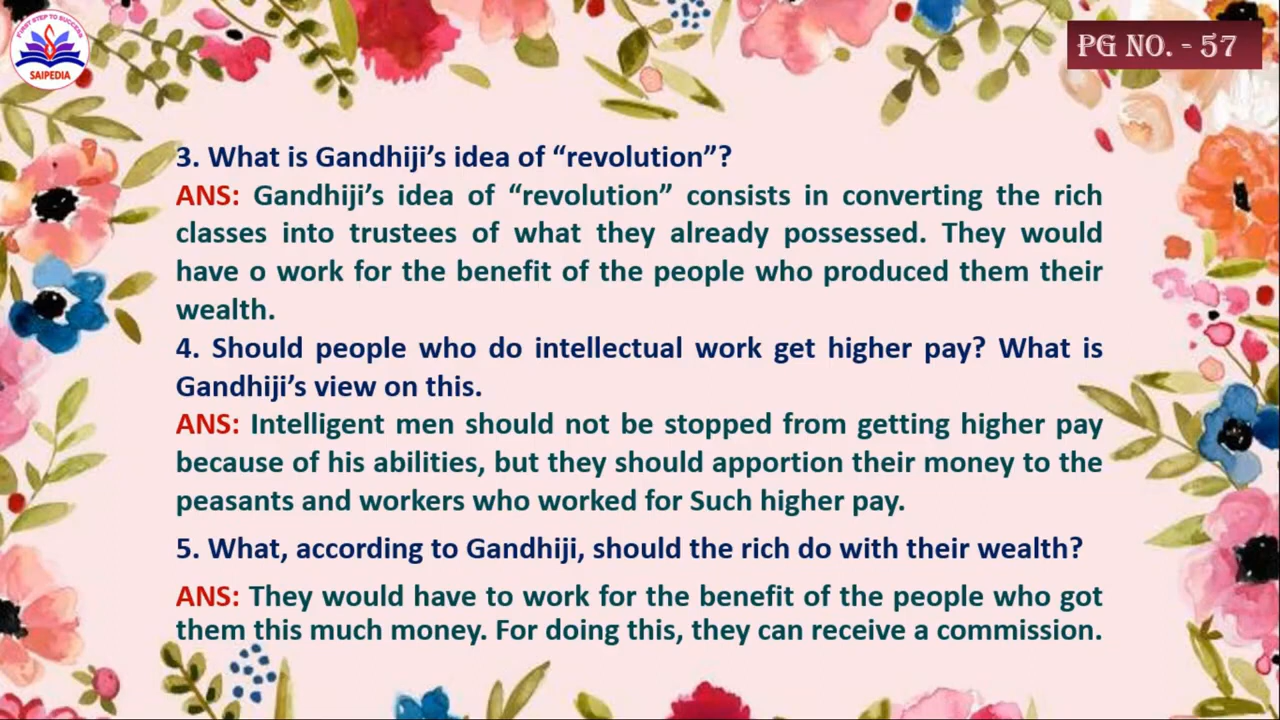 FIRST STEP TO SUCCESS
SAIPEDIA
PG NO. - 57
3. What is Gandhiji’s idea of “revolution”?
ANS: Gandhiji’s idea of “revolution” consists in converting the rich
classes into trustees of what they already possessed. They would
have o work for the benefit of the people who produced them their
wealth.
4. Should people who do intellectual work get higher pay? What is
Gandhiji’s view on this.
ANS: Intelligent men should not be stopped from getting higher pay
because of his abilities, but they should apportion their money to the
peasants and workers who worked for Such higher pay.
5. What, according to Gandhiji, should the rich do with their wealth?
ANS: They would have to work for the benefit of the people who got
them this much money. For doing this, they can receive a commission.